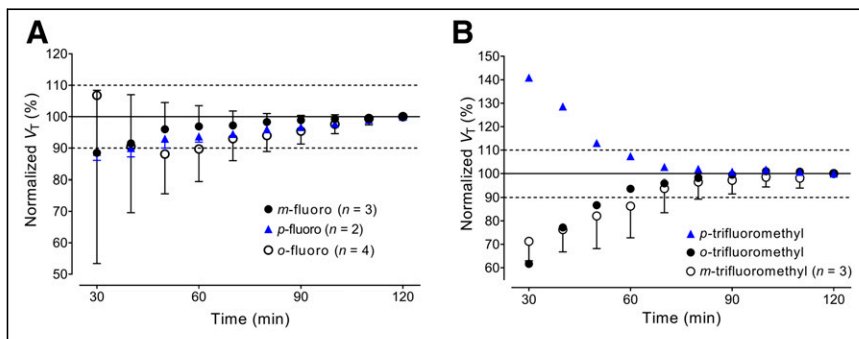 A
Normalized V_T (%)
120
110
100
90
80
70
60
50
m-fluoro (n = 3)
p-fluoro (n = 2)
o-fluoro (n = 4)
30
60
90
120
Time (min)
B
Normalized V_T (%)
150
140
130
120
110
100
90
80
70
60
p-trifluoromethyl
o-trifluoromethyl
m-trifluoromethyl (n = 3)
30
60
90
120
Time (min)